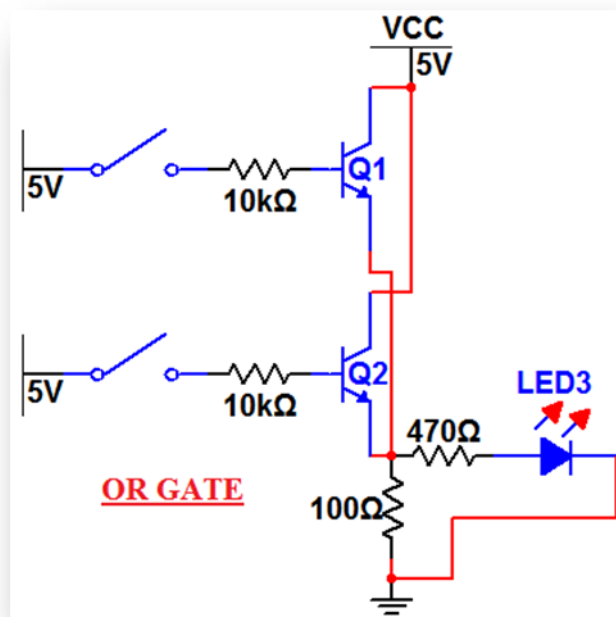 VCC
5V
Q1
5V
10kΩ
Q2
5V
10kΩ
LED3
470Ω
OR GATE
100Ω